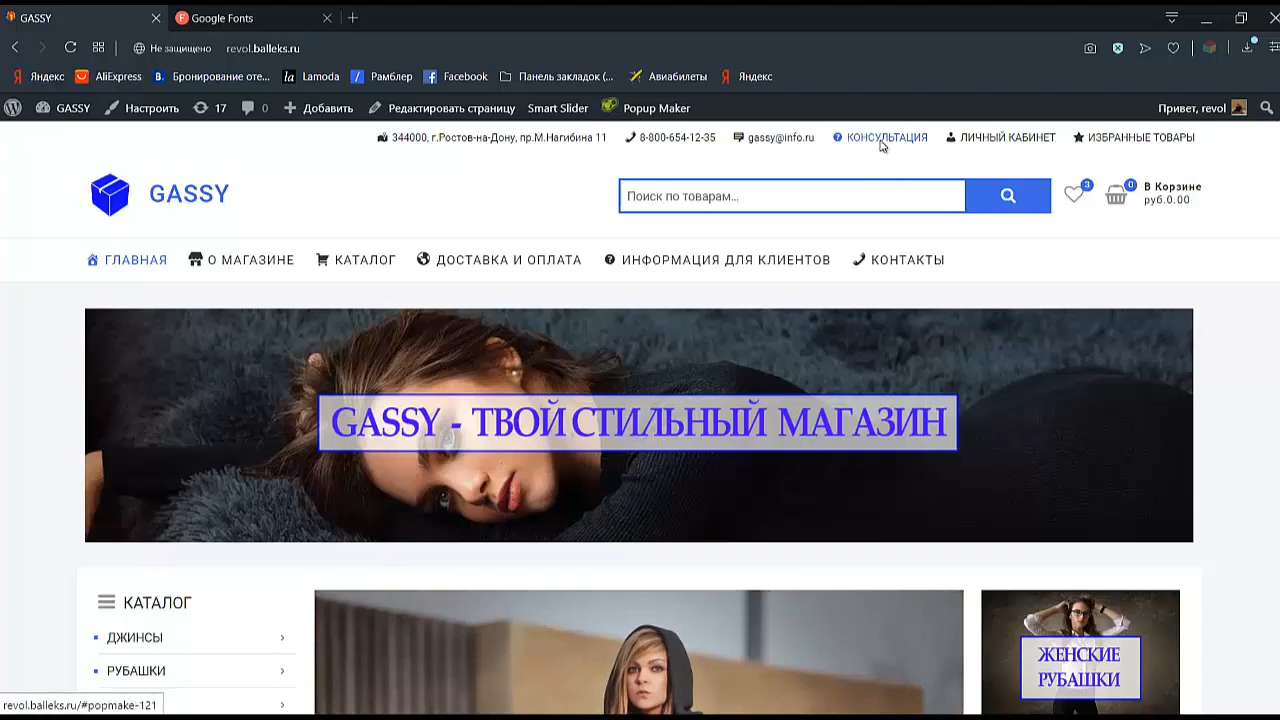 GASSY
Google Fonts
Не защищено revol.balleks.ru
Яндекс AliExpress Бронирование оте... Lamoda Рамблер Facebook Панель закладок (... Авиабилеты Яндекс
GASSY Настроить 17 0 Добавить Редактировать страницу Smart Slider Popup Maker Привет, revol
344000, г.Ростов-на-Дону, пр.М.Нагибина 11 8-800-654-12-35 gassy@info.ru КОНСУЛЬТАЦИЯ ЛИЧНЫЙ КАБИНЕТ ИЗБРАННЫЕ ТОВАРЫ
GASSY
Поиск по товарам...
3
0
В Корзине
руб.0.00
ГЛАВНАЯ О МАГАЗИНЕ КАТАЛОГ ДОСТАВКА И ОПЛАТА ИНФОРМАЦИЯ ДЛЯ КЛИЕНТОВ КОНТАКТЫ
GASSY - ТВОЙ СТИЛЬНЫЙ МАГАЗИН
КАТАЛОГ
ДЖИНСЫ
РУБАШКИ
ЖЕНСКИЕ
РУБАШКИ
revol.balleks.ru/#popmake-121